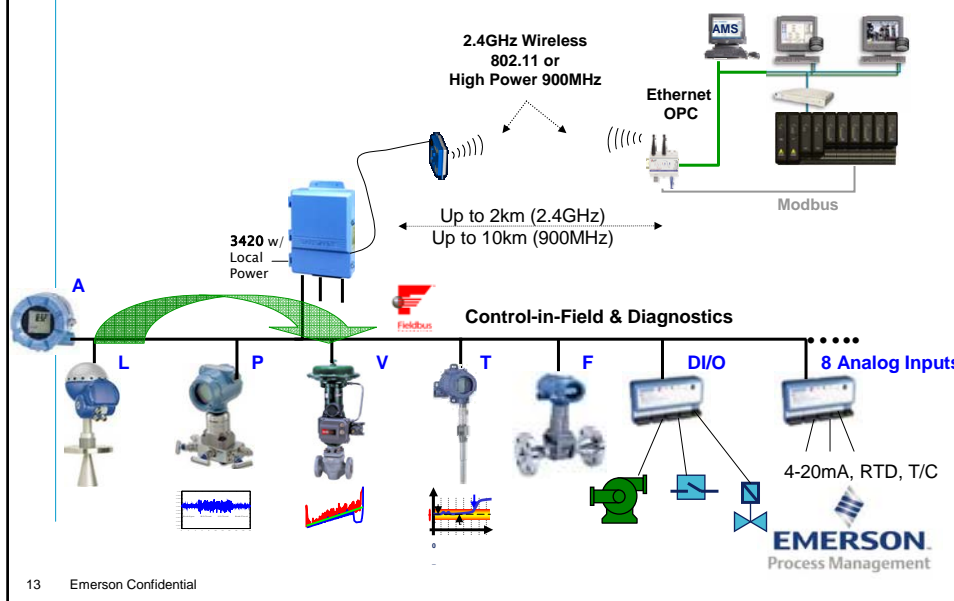 AMS
2.4GHz Wireless
802.11 or
High Power 900MHz
Ethernet
OPC
Modbus
Up to 2km (2.4GHz)
Up to 10km (900MHz)
3420 w/
Local
Power
A
Fieldbus
Control-in-Field & Diagnostics
L
P
V
T
F
DI/O
8 Analog Inputs
4-20mA, RTD, T/C
0
EMERSON
Process Management
13 Emerson Confidential